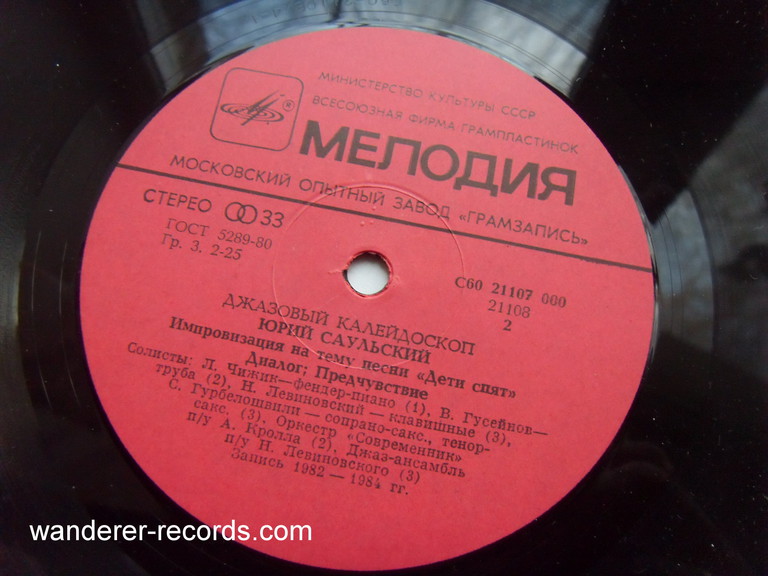 МИНИСТЕРСТВО КУЛЬТУРЫ СССР
ВСЕСОЮЗНАЯ ФИРМА ГРАМПЛАСТИНОК
МЕЛОДИЯ
МОСКОВСКИЙ ОПЫТНЫЙ ЗАВОД «ГРАМЗАПИСЬ»
СТЕРЕО 33
ГОСТ 5289-80
Гр. 3. 2-25
С60 21107 000
21108
2
ДЖАЗОВЫЙ КАЛЕЙДОСКОП
ЮРИЙ САУЛЬСКИЙ
Импровизация на тему песни «Дети спят»
Диалог; Предчувствие
Солисты: Л. Чижик—фендер-пиано (1), В. Гусейнов—
труба (2), Н. Левиновский—клавишные (3),
С. Гурбелошвили—сопрано-сакс., тенор-
сакс. (3), Оркестр «Современник»
п/у А. Кролла (2), Джаз-ансамбль
п/у Н. Левиновского (3)
Запись 1982 — 1984 гг.
wanderer-records.com